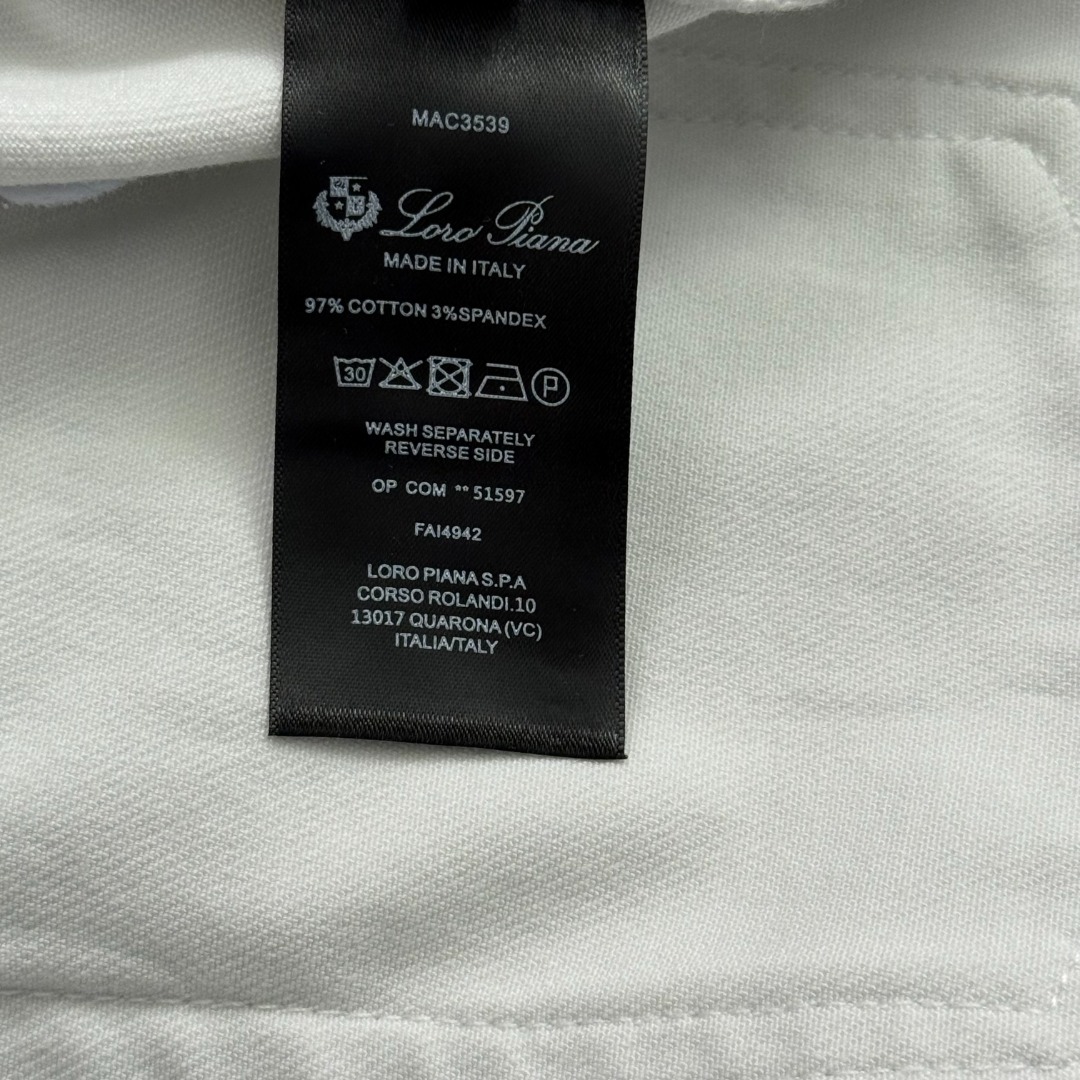 MAC3539
Loro Piana
MADE IN ITALY
97% COTTON 3%SPANDEX
30 P
WASH SEPARATELY
REVERSE SIDE
OP COM ** 51597
FAI4942
LORO PIANA S.P.A
CORSO ROLANDI.10
13017 QUARONA (VC)
ITALIA/TALY